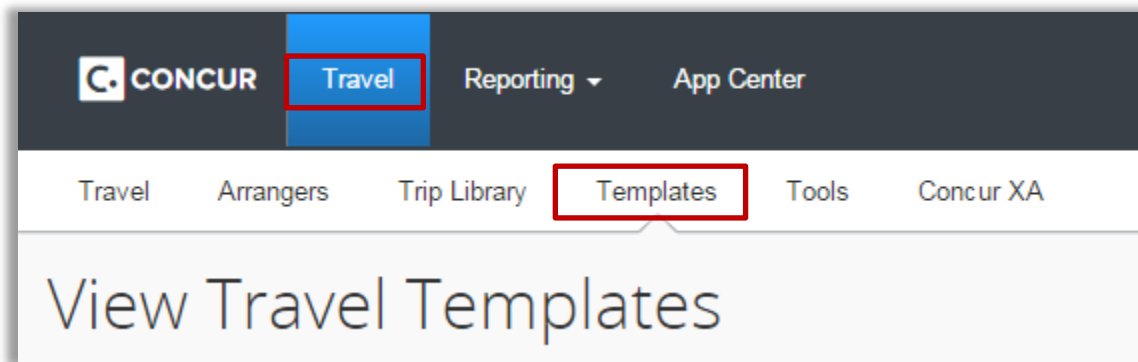 C. CONCUR Travel Reporting App Center
Travel Arrangers Trip Library Templates Tools Concur XA
View Travel Templates